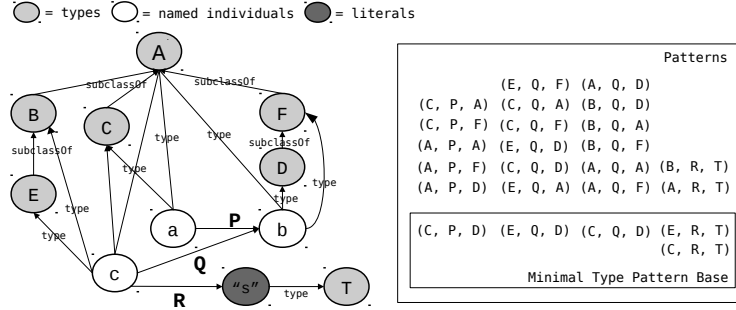 = types = named individuals = literals
A
subclassOf subclassOf subclassOf
B C F
type type
subclassOf subclassOf
E D
type type type type type
a P b
Q
c
R "s" type T
Patterns
(E, Q, F) (A, Q, D)
(C, P, A) (C, Q, A) (B, Q, D)
(C, P, F) (C, Q, F) (B, Q, A)
(A, P, A) (E, Q, D) (B, Q, F)
(A, P, F) (C, Q, D) (A, Q, A) (B, R, T)
(A, P, D) (E, Q, A) (A, Q, F) (A, R, T)
(C, P, D) (E, Q, D) (C, Q, D) (E, R, T)
(C, R, T)
Minimal Type Pattern Base